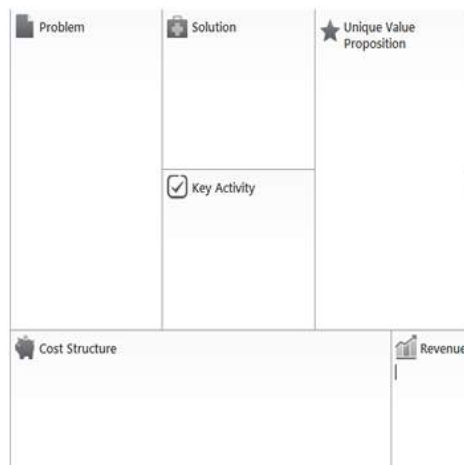 Problem
Solution
Unique Value
Proposition
Key Activity
Cost Structure
Revenue